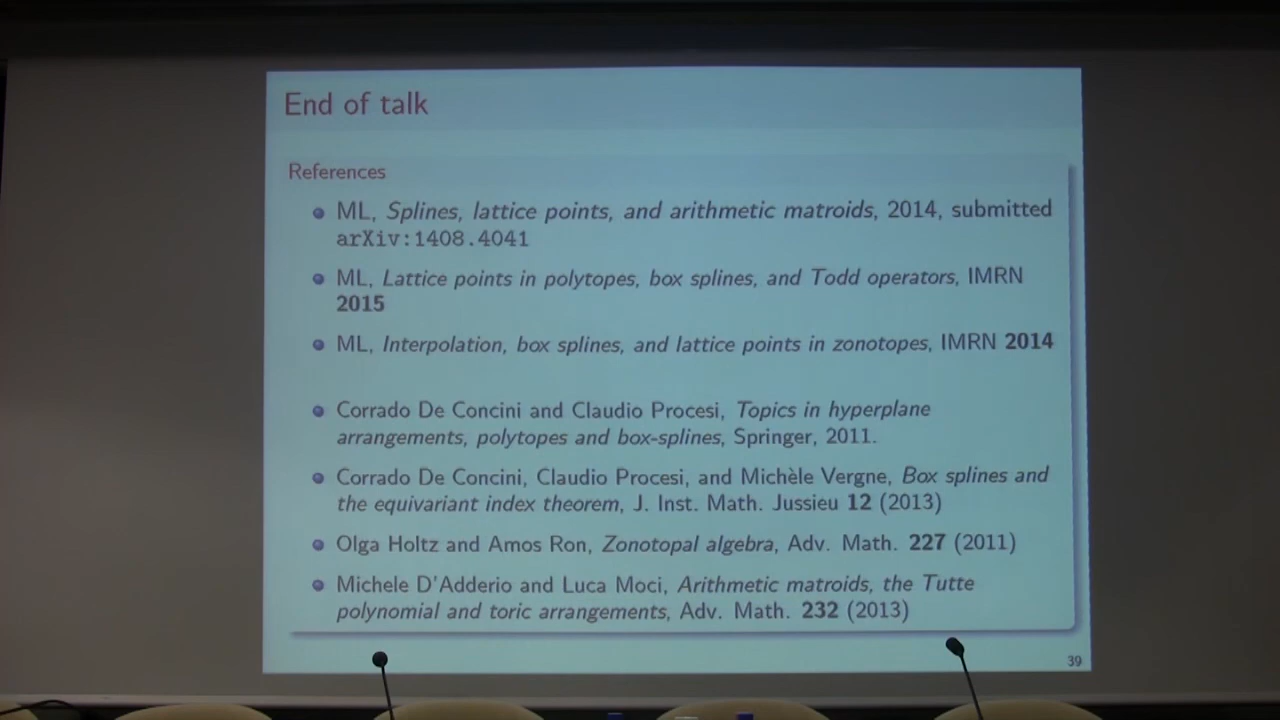 End of talk
References
ML, Splines, lattice points, and arithmetic matroids, 2014, submitted
arXiv:1408.4041
ML, Lattice points in polytopes, box splines, and Todd operators, IMRN
2015
ML, Interpolation, box splines, and lattice points in zonotopes, IMRN 2014
Corrado De Concini and Claudio Procesi, Topics in hyperplane
arrangements, polytopes and box-splines, Springer, 2011.
Corrado De Concini, Claudio Procesi, and Michèle Vergne, Box splines and
the equivariant index theorem, J. Inst. Math. Jussieu 12 (2013)
Olga Holtz and Amos Ron, Zonotopal algebra, Adv. Math. 227 (2011)
Michele D'Adderio and Luca Moci, Arithmetic matroids, the Tutte
polynomial and toric arrangements, Adv. Math. 232 (2013)
39